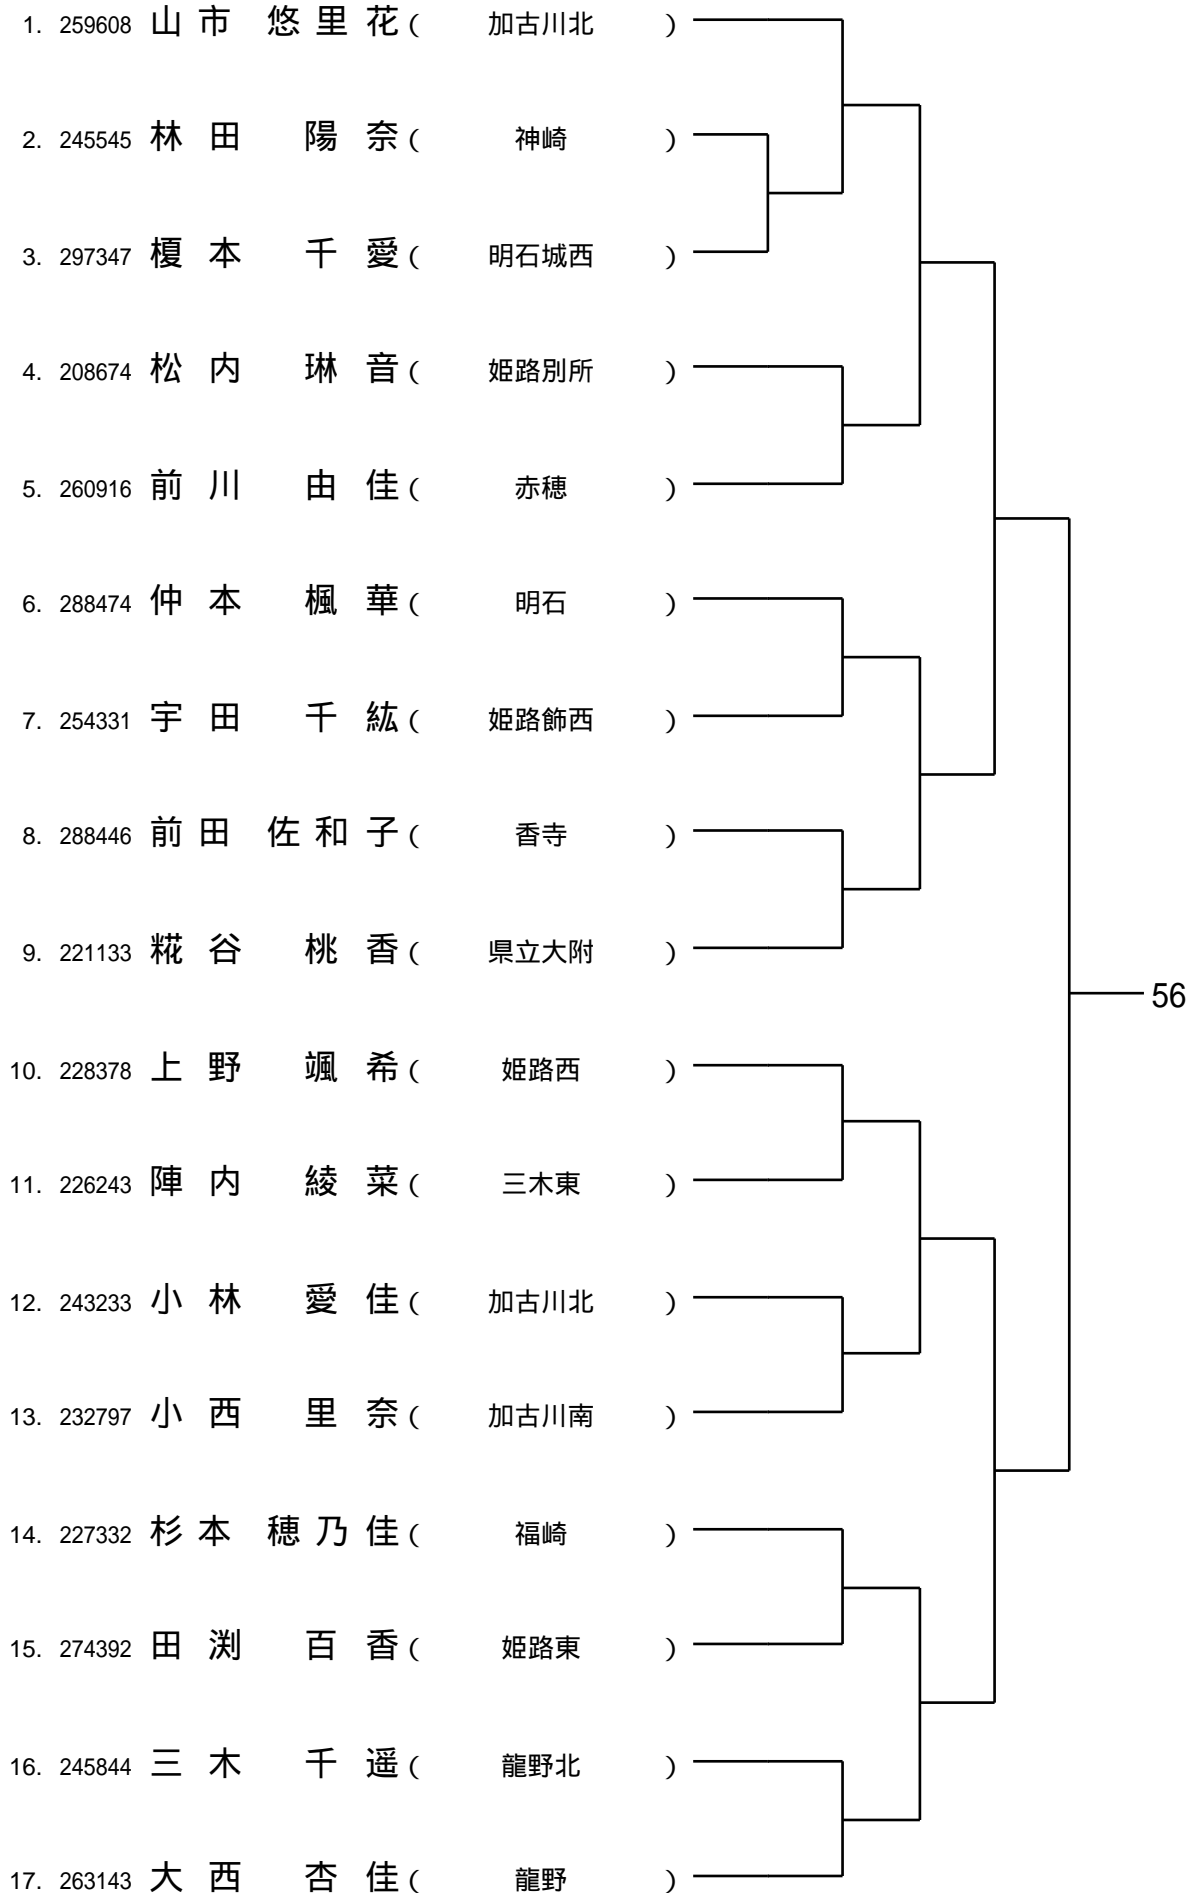 1. 259608 山市 悠里花( 加古川北 )
2. 245545 林田 陽奈( 神崎 )
3. 297347 榎本 千愛( 明石城西 )
4. 208674 松内 琳音( 姫路別所 )
5. 260916 前川 由佳( 赤穂 )
6. 288474 仲本 楓華( 明石 )
7. 254331 宇田 千紘( 姫路飾西 )
8. 288446 前田 佐和子( 香寺 )
9. 221133 糀谷 桃香( 県立大附 )
56
10. 228378 上野 颯希( 姫路西 )
11. 226243 陣内 綾菜( 三木東 )
12. 243233 小林 愛佳( 加古川北 )
13. 232797 小西 里奈( 加古川南 )
14. 227332 杉本 穂乃佳( 福崎 )
15. 274392 田渕 百香( 姫路東 )
16. 245844 三木 千遥( 龍野北 )
17. 263143 大西 杏佳( 龍野 )